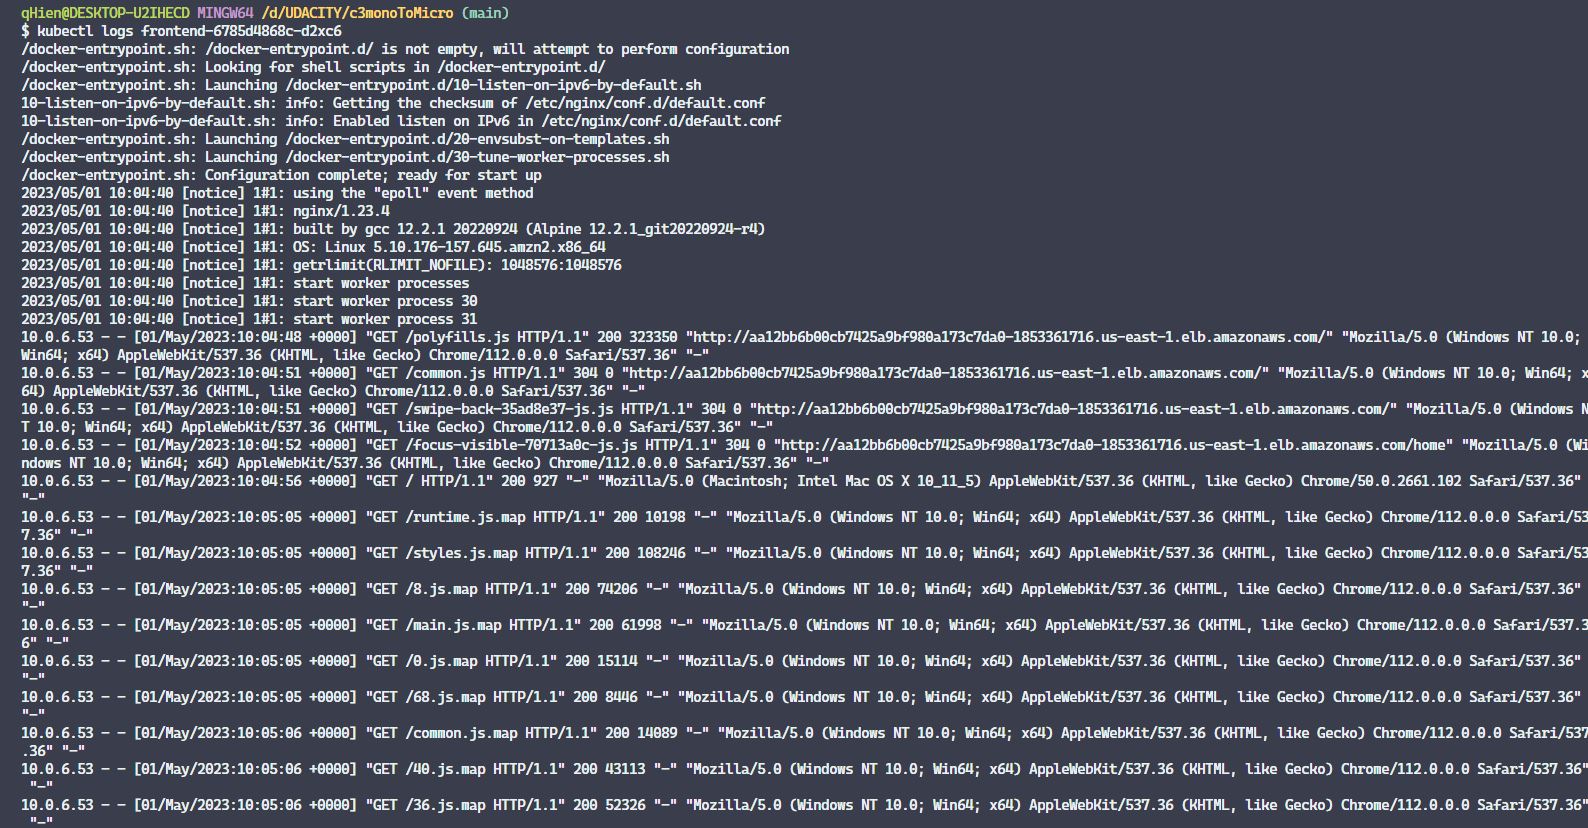 qHien@DESKTOP-U2IHECD MINGW64 /d/UDACITY/c3monoToMicro (main)
$ kubectl logs frontend-6785d4868c-d2xc6
/docker-entrypoint.sh: /docker-entrypoint.d/ is not empty, will attempt to perform configuration
/docker-entrypoint.sh: Looking for shell scripts in /docker-entrypoint.d/
/docker-entrypoint.sh: Launching /docker-entrypoint.d/10-listen-on-ipv6-by-default.sh
10-listen-on-ipv6-by-default.sh: info: Getting the checksum of /etc/nginx/conf.d/default.conf
10-listen-on-ipv6-by-default.sh: info: Enabled listen on IPv6 in /etc/nginx/conf.d/default.conf
/docker-entrypoint.sh: Launching /docker-entrypoint.d/20-envsubst-on-templates.sh
/docker-entrypoint.sh: Launching /docker-entrypoint.d/30-tune-worker-processes.sh
/docker-entrypoint.sh: Configuration complete; ready for start up
2023/05/01 10:04:40 [notice] 1#1: using the "epoll" event method
2023/05/01 10:04:40 [notice] 1#1: nginx/1.23.4
2023/05/01 10:04:40 [notice] 1#1: built by gcc 12.2.1 20220924 (Alpine 12.2.1_git20220924-r4)
2023/05/01 10:04:40 [notice] 1#1: OS: Linux 5.10.176-157.645.amzn2.x86_64
2023/05/01 10:04:40 [notice] 1#1: getrlimit(RLIMIT_NOFILE): 1048576:1048576
2023/05/01 10:04:40 [notice] 1#1: start worker processes
2023/05/01 10:04:40 [notice] 1#1: start worker process 30
2023/05/01 10:04:40 [notice] 1#1: start worker process 31
10.0.6.53 - - [01/May/2023:10:04:48 +0000] "GET /polyfills.js HTTP/1.1" 200 323350 "http://aa12bb6b00cb7425a9bf980a173c7da0-1853361716.us-east-1.elb.amazonaws.com/" "Mozilla/5.0 (Windows NT 10.0;
Win64; x64) AppleWebKit/537.36 (KHTML, like Gecko) Chrome/112.0.0.0 Safari/537.36" "-"
10.0.6.53 - - [01/May/2023:10:04:51 +0000] "GET /common.js HTTP/1.1" 304 0 "http://aa12bb6b00cb7425a9bf980a173c7da0-1853361716.us-east-1.elb.amazonaws.com/" "Mozilla/5.0 (Windows NT 10.0; Win64; x
64) AppleWebKit/537.36 (KHTML, like Gecko) Chrome/112.0.0.0 Safari/537.36" "-"
10.0.6.53 - - [01/May/2023:10:04:51 +0000] "GET /swipe-back-35ad8e37-js.js HTTP/1.1" 304 0 "http://aa12bb6b00cb7425a9bf980a173c7da0-1853361716.us-east-1.elb.amazonaws.com/" "Mozilla/5.0 (Windows N
T 10.0; Win64; x64) AppleWebKit/537.36 (KHTML, like Gecko) Chrome/112.0.0.0 Safari/537.36" "-"
10.0.6.53 - - [01/May/2023:10:04:52 +0000] "GET /focus-visible-70713a0c-js.js HTTP/1.1" 304 0 "http://aa12bb6b00cb7425a9bf980a173c7da0-1853361716.us-east-1.elb.amazonaws.com/home" "Mozilla/5.0 (Wi
ndows NT 10.0; Win64; x64) AppleWebKit/537.36 (KHTML, like Gecko) Chrome/112.0.0.0 Safari/537.36" "-"
10.0.6.53 - - [01/May/2023:10:04:56 +0000] "GET / HTTP/1.1" 200 927 "-" "Mozilla/5.0 (Macintosh; Intel Mac OS X 10_11_5) AppleWebKit/537.36 (KHTML, like Gecko) Chrome/50.0.2661.102 Safari/537.36"
"-"
10.0.6.53 - - [01/May/2023:10:05:05 +0000] "GET /runtime.js.map HTTP/1.1" 200 10198 "-" "Mozilla/5.0 (Windows NT 10.0; Win64; x64) AppleWebKit/537.36 (KHTML, like Gecko) Chrome/112.0.0.0 Safari/53
7.36" "-"
10.0.6.53 - - [01/May/2023:10:05:05 +0000] "GET /styles.js.map HTTP/1.1" 200 108246 "-" "Mozilla/5.0 (Windows NT 10.0; Win64; x64) AppleWebKit/537.36 (KHTML, like Gecko) Chrome/112.0.0.0 Safari/53
7.36" "-"
10.0.6.53 - - [01/May/2023:10:05:05 +0000] "GET /8.js.map HTTP/1.1" 200 74206 "-" "Mozilla/5.0 (Windows NT 10.0; Win64; x64) AppleWebKit/537.36 (KHTML, like Gecko) Chrome/112.0.0.0 Safari/537.36"
"-"
10.0.6.53 - - [01/May/2023:10:05:05 +0000] "GET /main.js.map HTTP/1.1" 200 61998 "-" "Mozilla/5.0 (Windows NT 10.0; Win64; x64) AppleWebKit/537.36 (KHTML, like Gecko) Chrome/112.0.0.0 Safari/537.3
6" "-"
10.0.6.53 - - [01/May/2023:10:05:05 +0000] "GET /0.js.map HTTP/1.1" 200 15114 "-" "Mozilla/5.0 (Windows NT 10.0; Win64; x64) AppleWebKit/537.36 (KHTML, like Gecko) Chrome/112.0.0.0 Safari/537.36"
"-"
10.0.6.53 - - [01/May/2023:10:05:05 +0000] "GET /68.js.map HTTP/1.1" 200 8446 "-" "Mozilla/5.0 (Windows NT 10.0; Win64; x64) AppleWebKit/537.36 (KHTML, like Gecko) Chrome/112.0.0.0 Safari/537.36"
"-"
10.0.6.53 - - [01/May/2023:10:05:06 +0000] "GET /common.js.map HTTP/1.1" 200 14089 "-" "Mozilla/5.0 (Windows NT 10.0; Win64; x64) AppleWebKit/537.36 (KHTML, like Gecko) Chrome/112.0.0.0 Safari/537
.36" "-"
10.0.6.53 - - [01/May/2023:10:05:06 +0000] "GET /40.js.map HTTP/1.1" 200 43113 "-" "Mozilla/5.0 (Windows NT 10.0; Win64; x64) AppleWebKit/537.36 (KHTML, like Gecko) Chrome/112.0.0.0 Safari/537.36"
"-"
10.0.6.53 - - [01/May/2023:10:05:06 +0000] "GET /36.js.map HTTP/1.1" 200 52326 "-" "Mozilla/5.0 (Windows NT 10.0; Win64; x64) AppleWebKit/537.36 (KHTML, like Gecko) Chrome/112.0.0.0 Safari/537.36"
"-"